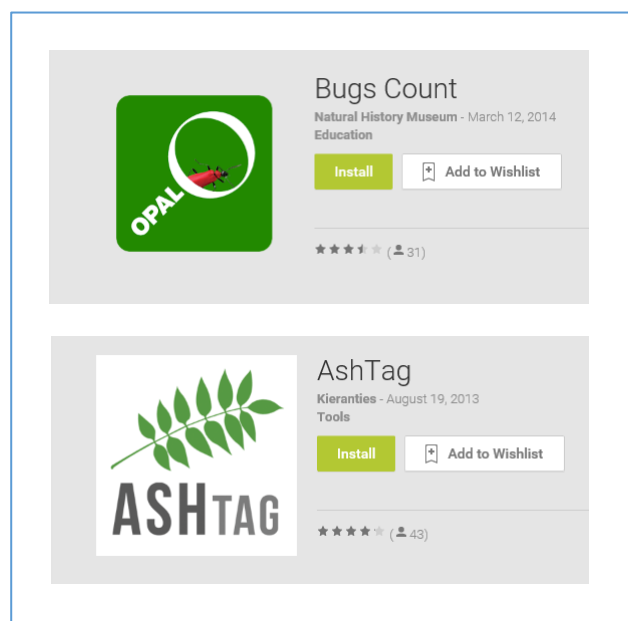 OPAL
Bugs Count
Natural History Museum - March 12, 2014
Education
Install
Add to Wishlist
(31)
ASHTAG
AshTag
Kieranties - August 19, 2013
Tools
Install
Add to Wishlist
(43)